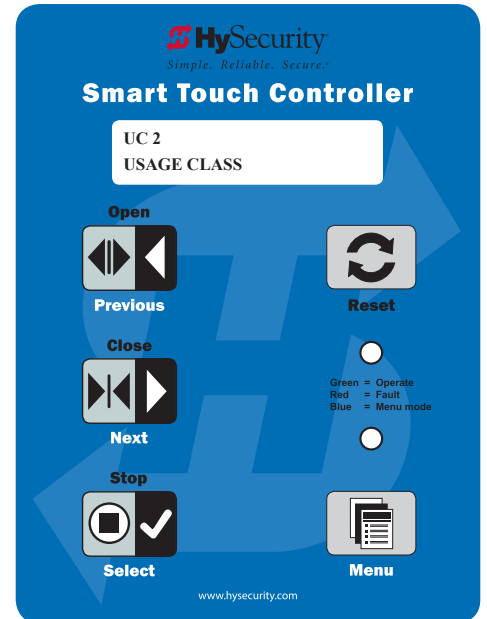 HySecurity
Simple. Reliable. Secure.®
Smart Touch Controller
UC 2
USAGE CLASS
Open
Previous
Reset
Close
Next
Green = Operate
Red = Fault
Blue = Menu mode
Stop
Select
Menu
www.hysecurity.com